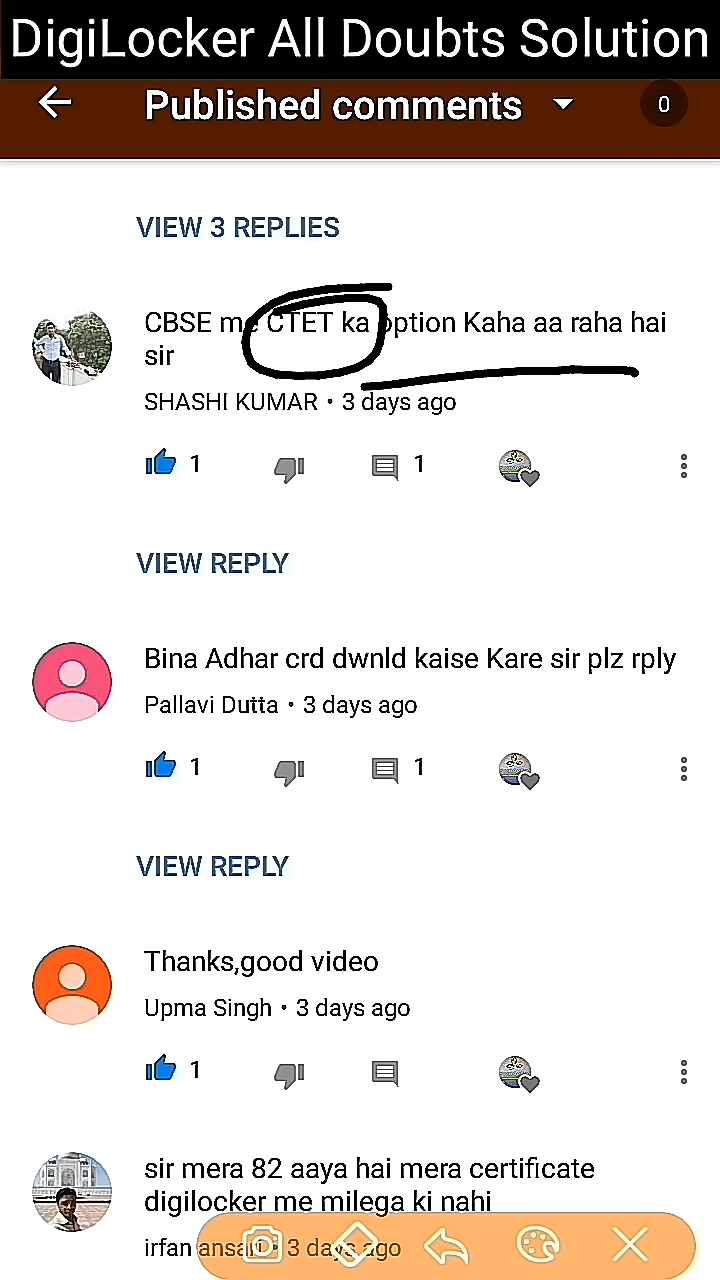 DigiLocker All Doubts Solution
Published comments
0
VIEW 3 REPLIES
CBSE me CTET ka option Kaha aa raha hai
sir
SHASHI KUMAR • 3 days ago
1
1
VIEW REPLY
Bina Adhar crd dwnld kaise Kare sir plz rply
Pallavi Dutta • 3 days ago
1
1
VIEW REPLY
Thanks,good video
Upma Singh • 3 days ago
1
sir mera 82 aaya hai mera certificate
digilocker me milega ki nahi
irfan ansari • 3 days ago